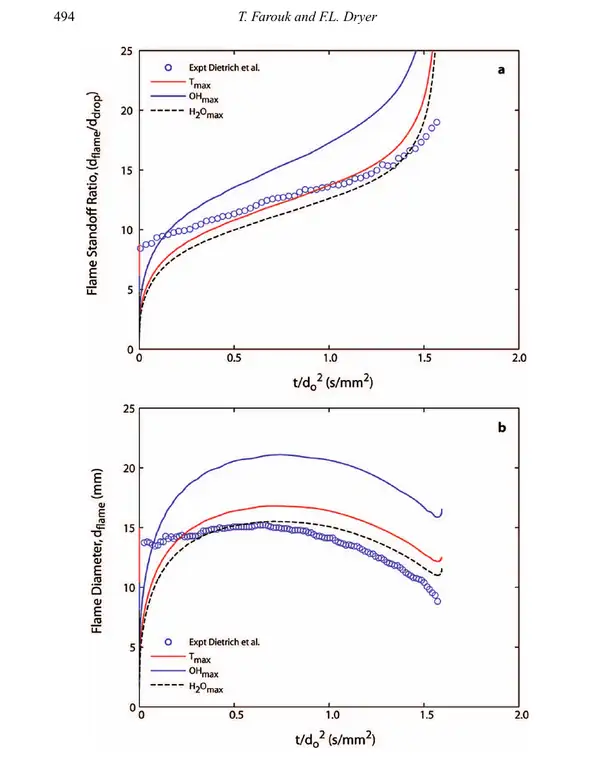 494
T. Farouk and F.L. Dryer
a
Expt Dietrich et al.
Tmax
OHmax
H2Omax
Flame Standoff Ratio, (dflame/ddrop)
25
20
15
10
5
0
0 0.5 1.0 1.5 2.0
t/do2 (s/mm2)
b
Flame Diameter, dflame (mm)
25
20
15
10
5
0
Expt Dietrich et al.
Tmax
OHmax
H2Omax
0 0.5 1.0 1.5 2.0
t/do2 (s/mm2)